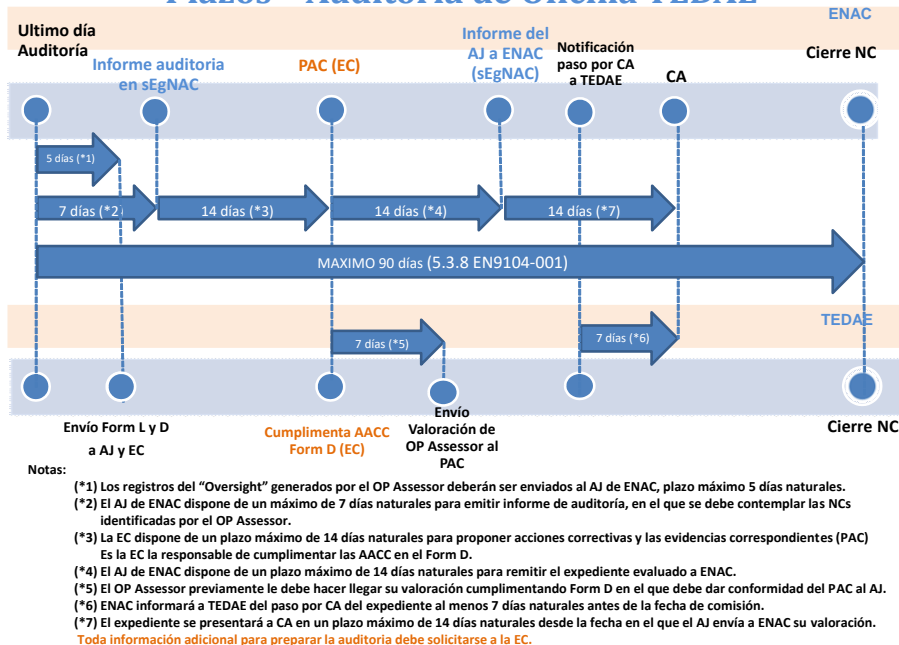 Plazos – Auditoría de Oficina TEDAE
ENAC
Ultimo día
Auditoría
Informe auditoria
en sEgNAC
PAC (EC)
Informe del
AJ a ENAC
(sEgNAC)
Notificación
paso por CA
a TEDAE
CA
Cierre NC
5 días (*1)
7 días (*2)
14 días (*3)
14 días (*4)
14 días (*7)
MAXIMO 90 días (5.3.8 EN9104-001)
TEDAE
7 días (*5)
7 días (*6)
Envío Form L y D
a AJ y EC
Cumplimenta AACC
Form D (EC)
Envío
Valoración de
OP Assessor al
PAC
Cierre NC
Notas:
(*1) Los registros del “Oversight” generados por el OP Assessor deberán ser enviados al AJ de ENAC, plazo máximo 5 días naturales.
(*2) El AJ de ENAC dispone de un máximo de 7 días naturales para emitir informe de auditoría, en el que se debe contemplar las NCs
identificadas por el OP Assessor.
(*3) La EC dispone de un plazo máximo de 14 días naturales para proponer acciones correctivas y las evidencias correspondientes (PAC)
Es la EC la responsable de cumplimentar las AACC en el Form D.
(*4) El AJ de ENAC dispone de un plazo máximo de 14 días naturales para remitir el expediente evaluado a ENAC.
(*5) El OP Assessor previamente le debe hacer llegar su valoración cumplimentando Form D en el que debe dar conformidad del PAC al AJ.
(*6) ENAC informará a TEDAE del paso por CA del expediente al menos 7 días naturales antes de la fecha de comisión.
(*7) El expediente se presentará a CA en un plazo máximo de 14 días naturales desde la fecha en el que el AJ envía a ENAC su valoración.
Toda información adicional para preparar la auditoria debe solicitarse a la EC.